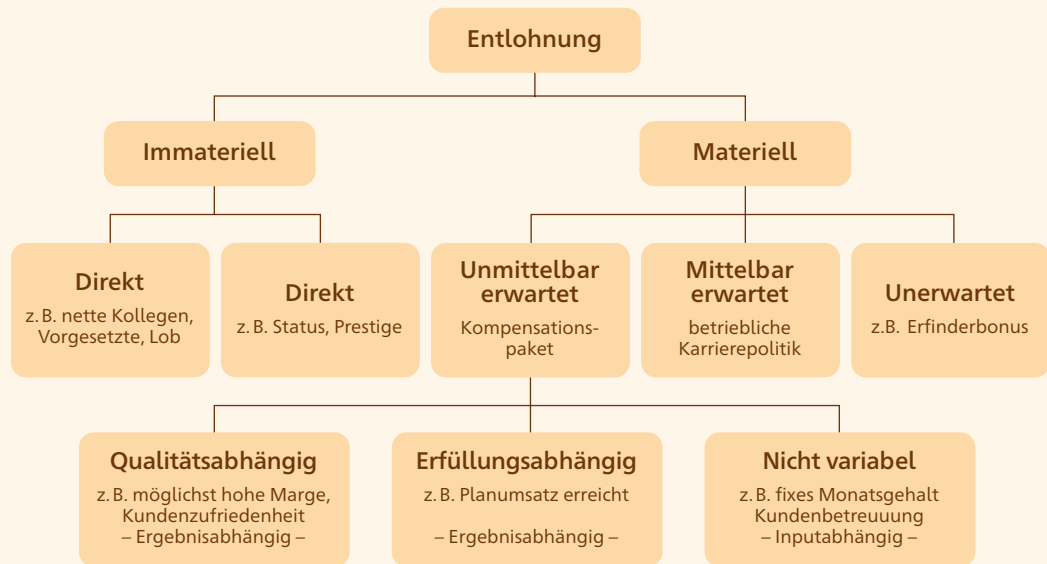 Entlohnung
Immateriell
Materiell
Direkt
z. B. nette Kollegen,
Vorgesetzte, Lob
Direkt
z. B. Status, Prestige
Unmittelbar
erwartet
Kompensations-
paket
Mittelbar
erwartet
betriebliche
Karrierepolitik
Unerwartet
z.B. Erfinderbonus
Qualitätsabhängig
z. B. möglichst hohe Marge,
Kundenzufriedenheit
– Ergebnisabhängig –
Erfüllungsabhängig
z. B. Planumsatz erreicht
– Ergebnisabhängig –
Nicht variabel
z. B. fixes Monatsgehalt
Kundenbetreuuung
– Inputabhängig –